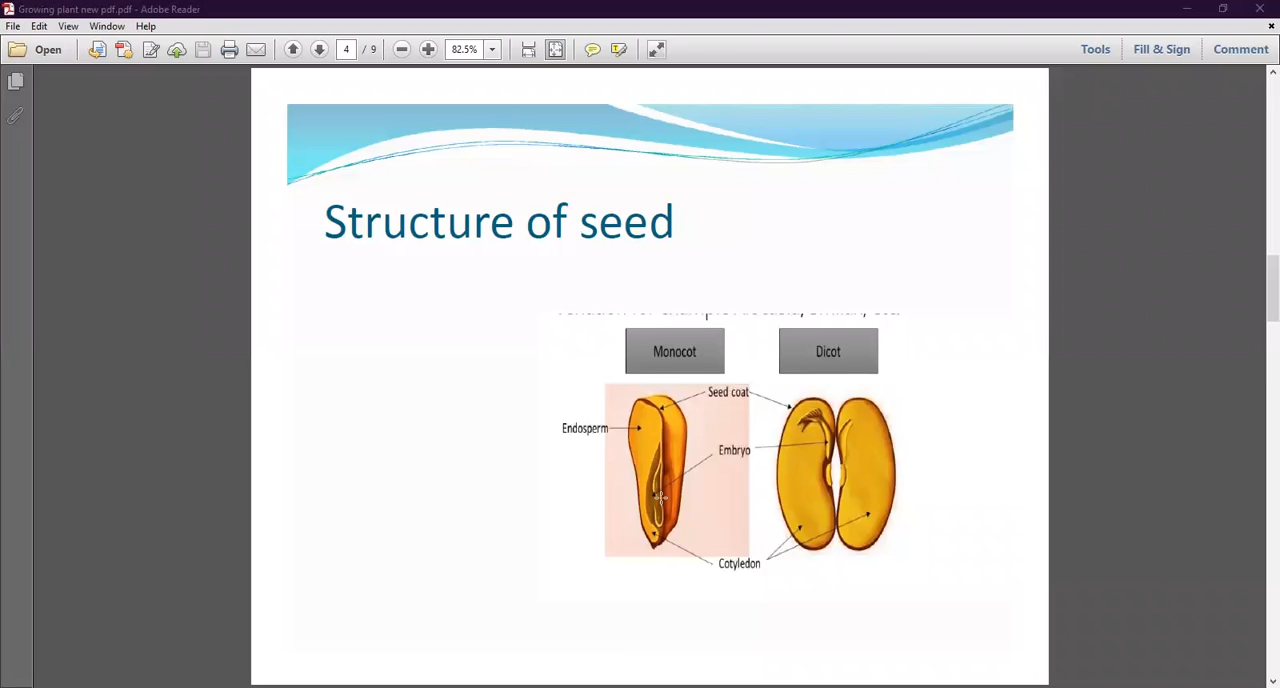 Growing plant new pdf.pdf - Adobe Reader
File Edit View Window Help
Open 4 / 9 82.5% Tools Fill & Sign Comment
Structure of seed
Monocot Dicot
Seed coat
Endosperm
Embryo
Cotyledon